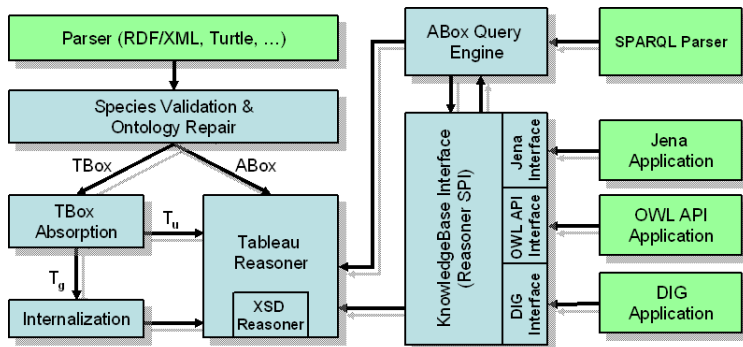 Parser (RDF/XML, Turtle, …)
Species Validation &
Ontology Repair
TBox
ABox
TBox
Absorption
Tu
Tg
Internalization
Tableau
Reasoner
XSD
Reasoner
ABox Query
Engine
KnowledgeBase Interface
(Reasoner SPI)
Jena
Interface
OWL API
Interface
DIG
Interface
SPARQL Parser
Jena
Application
OWL API
Application
DIG
Application